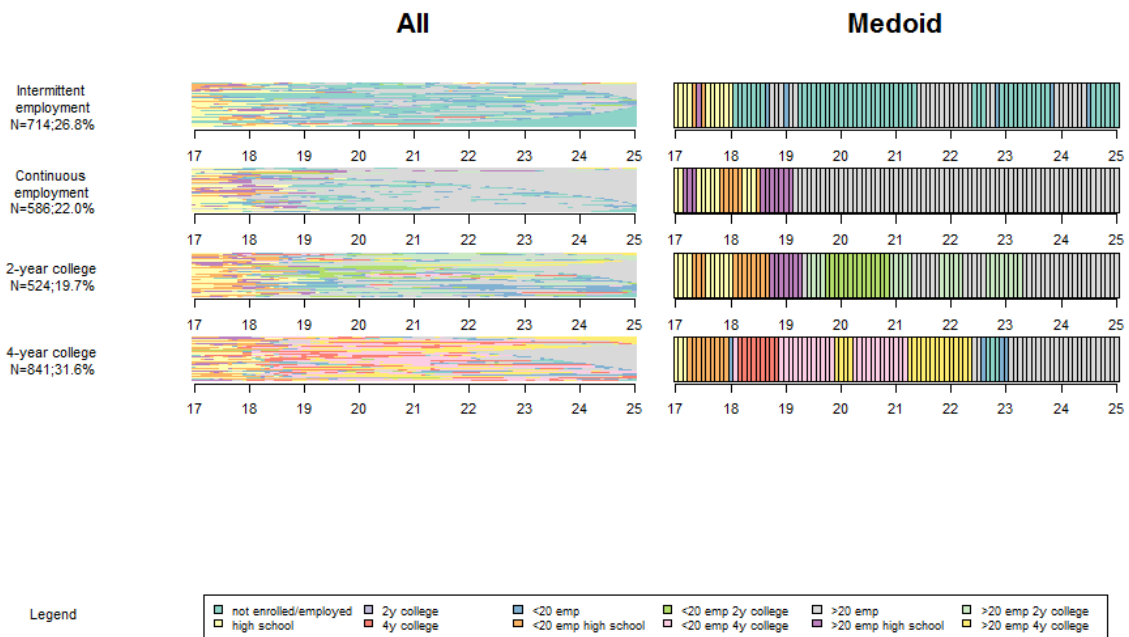 All
Medoid
Intermittent
employment
N=714;26.8%
17 18 19 20 21 22 23 24 25
17 18 19 20 21 22 23 24 25
Continuous
employment
N=586;22.0%
17 18 19 20 21 22 23 24 25
17 18 19 20 21 22 23 24 25
2-year college
N=524;19.7%
17 18 19 20 21 22 23 24 25
17 18 19 20 21 22 23 24 25
4-year college
N=841;31.6%
17 18 19 20 21 22 23 24 25
17 18 19 20 21 22 23 24 25
Legend
not enrolled/employed 2y college <20 emp <20 emp 2y college >20 emp >20 emp 2y college
high school 4y college <20 emp high school <20 emp 4y college >20 emp high school >20 emp 4y college